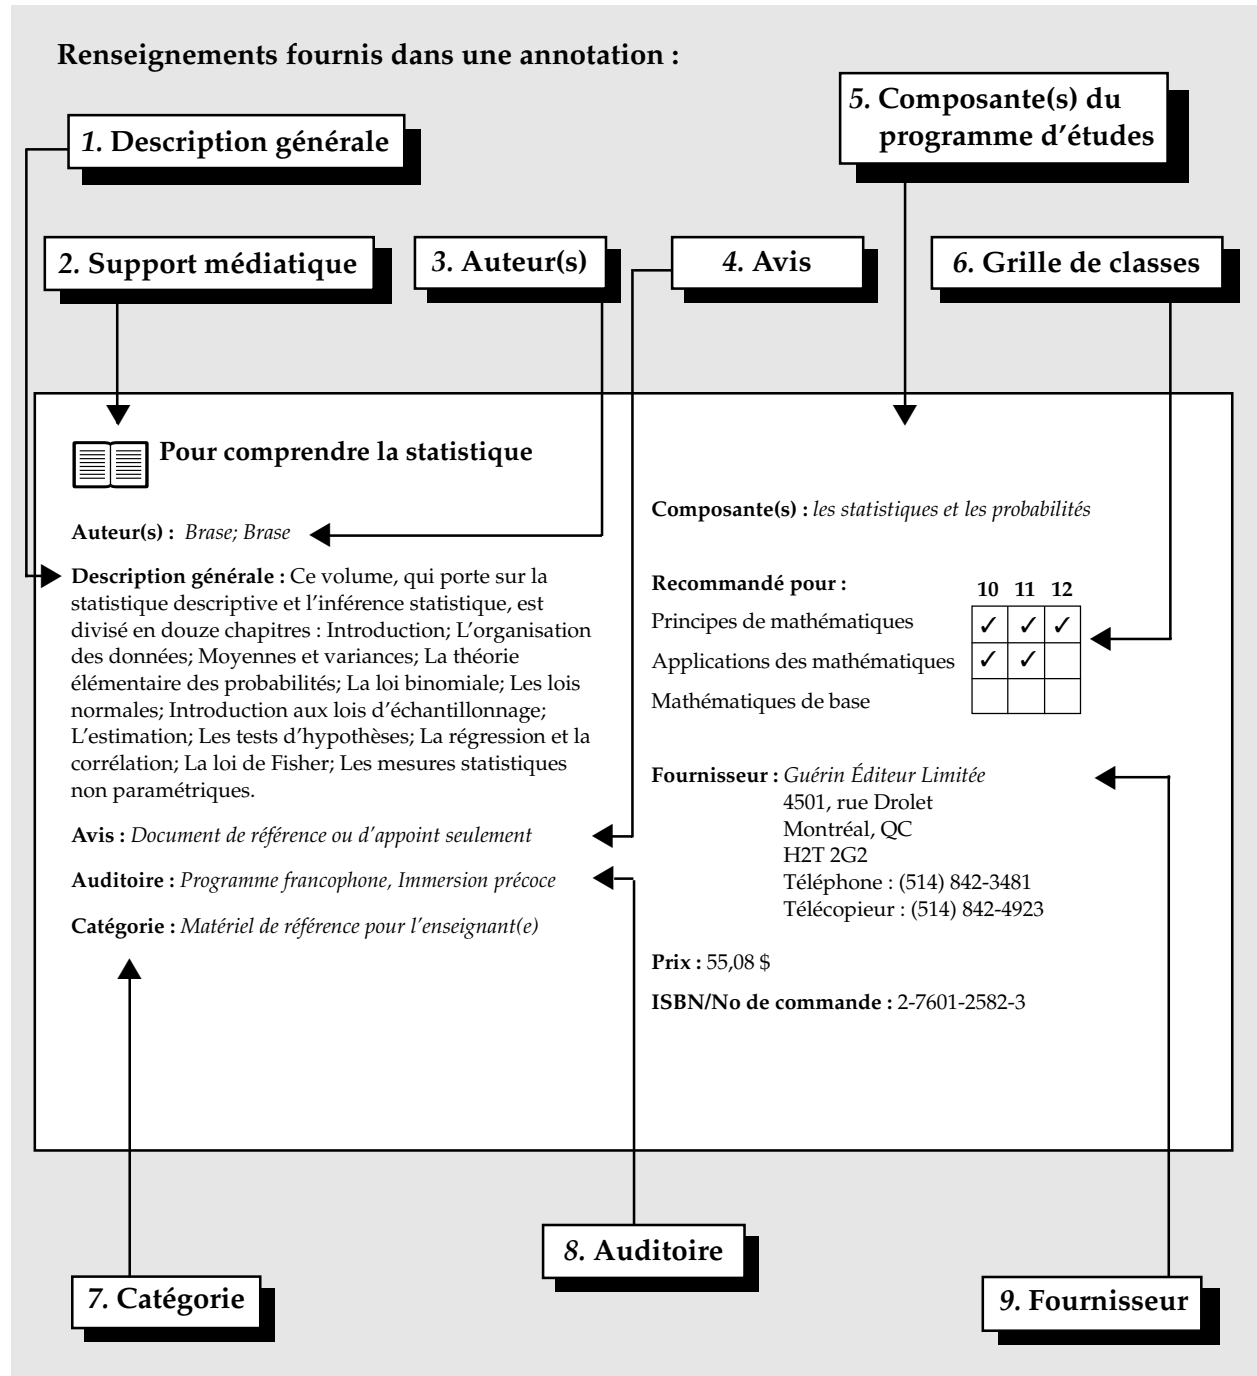 Renseignements fournis dans une annotation :
1. Description générale
5. Composante(s) du
programme d'études
2. Support médiatique
3. Auteur(s)
4. Avis
6. Grille de classes
Pour comprendre la statistique
Auteur(s) : Brase; Brase
Description générale : Ce volume, qui porte sur la
statistique descriptive et l'inférence statistique, est
divisé en douze chapitres : Introduction; L'organisation
des données; Moyennes et variances; La théorie
élémentaire des probabilités; La loi binomiale; Les lois
normales; Introduction aux lois d'échantillonnage;
L'estimation; Les tests d'hypothèses; La régression et la
corrélation; La loi de Fisher; Les mesures statistiques
non paramétriques.
Avis : Document de référence ou d'appoint seulement
Auditoire : Programme francophone, Immersion précoce
Catégorie : Matériel de référence pour l'enseignant(e)
Composante(s) : les statistiques et les probabilités
Recommandé pour :
10 11 12
Principes de mathématiques ✓ ✓ ✓
Applications des mathématiques ✓ ✓
Mathématiques de base
Fournisseur : Guérin Éditeur Limitée
4501, rue Drolet
Montréal, QC
H2T 2G2
Téléphone : (514) 842-3481
Télécopieur : (514) 842-4923
Prix : 55,08 $
ISBN/No de commande : 2-7601-2582-3
8. Auditoire
7. Catégorie
9. Fournisseur